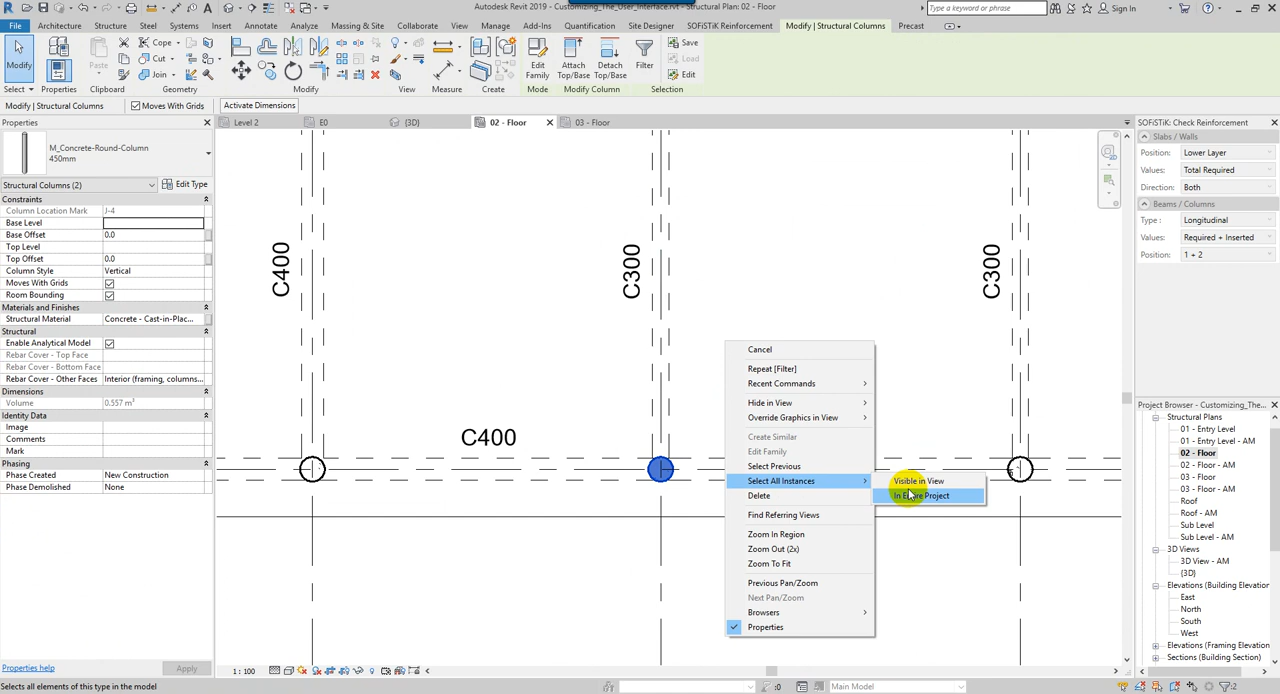 Autodesk Revit 2019 - Customizing_The_User_Interface.rvt - Structural Plan: 02 - Floor
Type a keyword or phrase
Sign In
File Architecture Structure Steel Systems Insert Annotate Analyze Massing & Site Collaborate View Manage Add-Ins Quantification Site Designer SOFiSTiK Reinforcement Modify | Structural Columns Precast
Modify
Paste
Cope
Cut
Join
Edit Family
Attach Top/Base
Detach Top/Base
Filter
Save
Load
Edit
Select Properties Geometry Modify View Measure Create Mode Modify Column Selection
Modify | Structural Columns Moves With Grids Activate Dimensions
Properties
Level 2 E0 {3D} 02 - Floor 03 - Floor
M_Concrete-Round-Column
450mm
Structural Columns (2) Edit Type
Constraints
Column Location Mark J-4
Base Level
Base Offset 0.0
Top Level
Top Offset 0.0
Column Style Vertical
Moves With Grids
Room Bounding
Materials and Finishes
Structural Material Concrete - Cast-in-Plac...
Structural
Enable Analytical Model
Rebar Cover - Top Face
Rebar Cover - Bottom Face
Rebar Cover - Other Faces Interior (framing, columns...
Dimensions
Volume 0.557 m³
Identity Data
Image
Comments
Mark
Phasing
Phase Created New Construction
Phase Demolished None
Properties help Apply
C400
C300
C300
C400
Cancel
Repeat [Filter]
Recent Commands
Hide in View
Override Graphics in View
Create Similar
Edit Family
Select Previous
Select All Instances
Delete
Find Referring Views
Zoom In Region
Zoom Out (2x)
Zoom To Fit
Previous Pan/Zoom
Next Pan/Zoom
Browsers
Properties
Visible in View
In Entire Project
SOFiSTiK: Check Reinforcement
Slabs / Walls
Position: Lower Layer
Values: Total Required
Direction: Both
Beams / Columns
Type : Longitudinal
Values: Required + Inserted
Position: 1 + 2
Project Browser - Customizing_The...
Structural Plans
01 - Entry Level
01 - Entry Level - AM
02 - Floor
02 - Floor - AM
03 - Floor
03 - Floor - AM
Roof
Roof - AM
Sub Level
Sub Level - AM
3D Views
3D View - AM
{3D}
Elevations (Building Elevation
East
North
South
West
Elevations (Framing Elevation
Sections (Building Section)
1 : 100
Selects all elements of this type in the model
:0
Main Model
:2